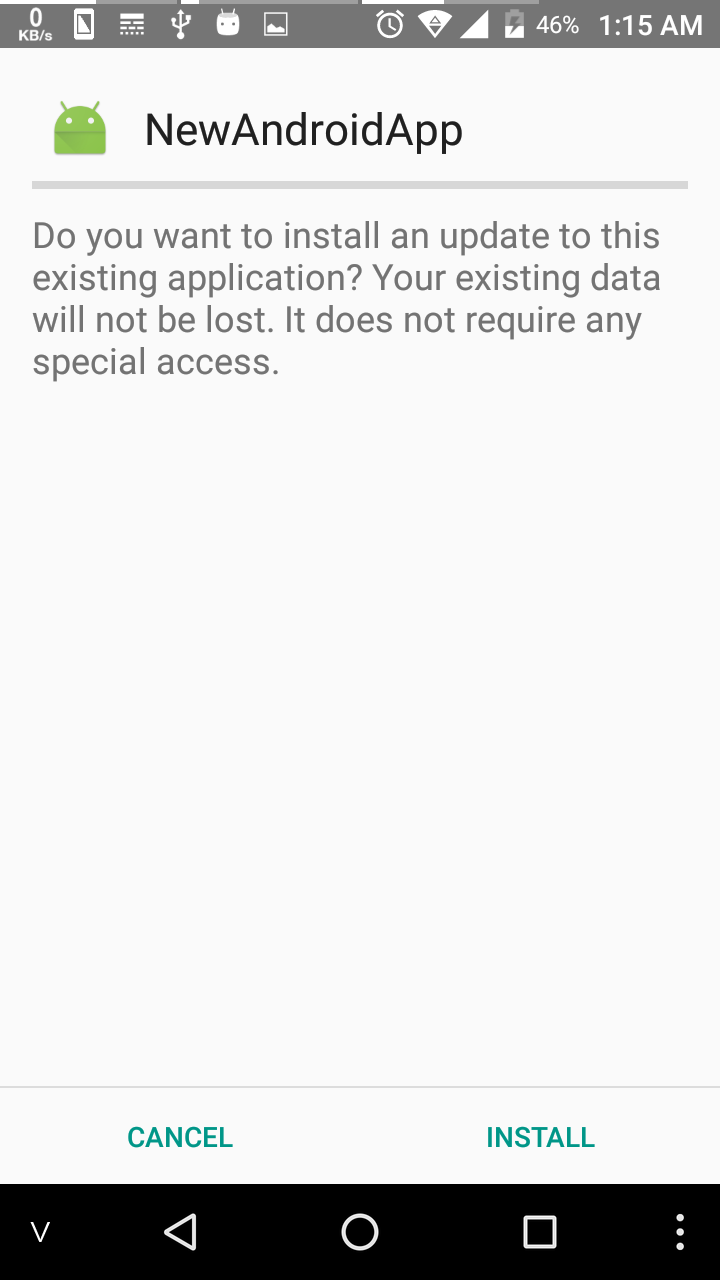 0
KB/s
46%
1:15 AM
NewAndroidApp
Do you want to install an update to this
existing application? Your existing data
will not be lost. It does not require any
special access.
CANCEL
INSTALL